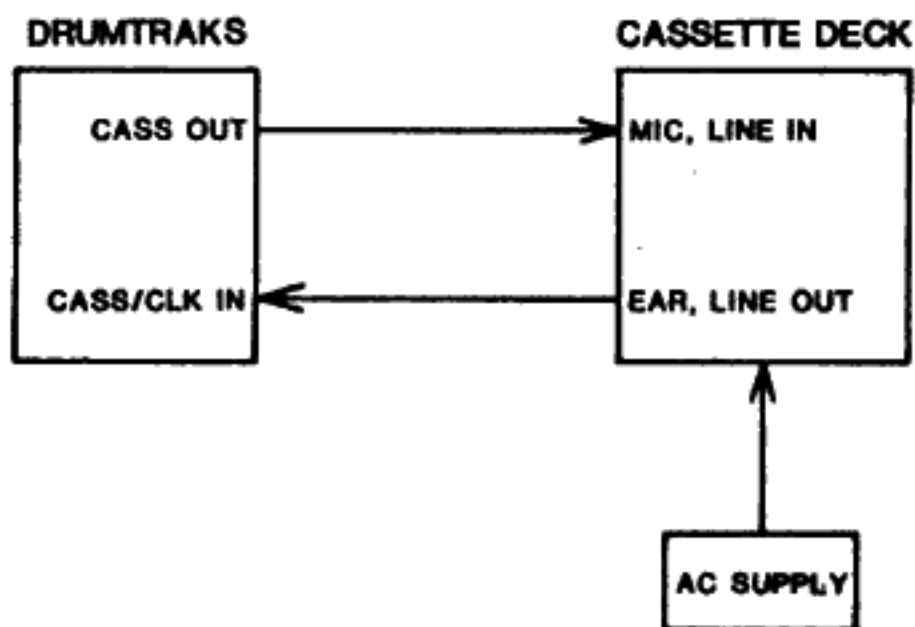 DRUMTRAKS
CASSETTE DECK
CASS OUT
MIC, LINE IN
CASS/CLK IN
EAR, LINE OUT
AC SUPPLY